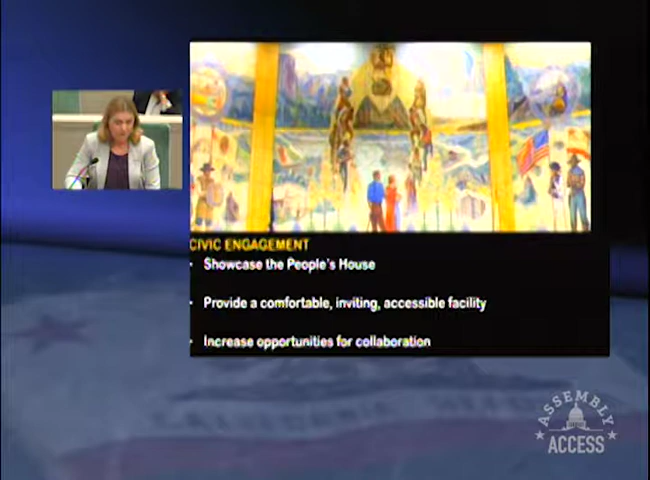 CIVIC ENGAGEMENT
· Showcase the People's House
· Provide a comfortable, inviting, accessible facility
· Increase opportunities for collaboration
ASSEMBLY
ACCESS